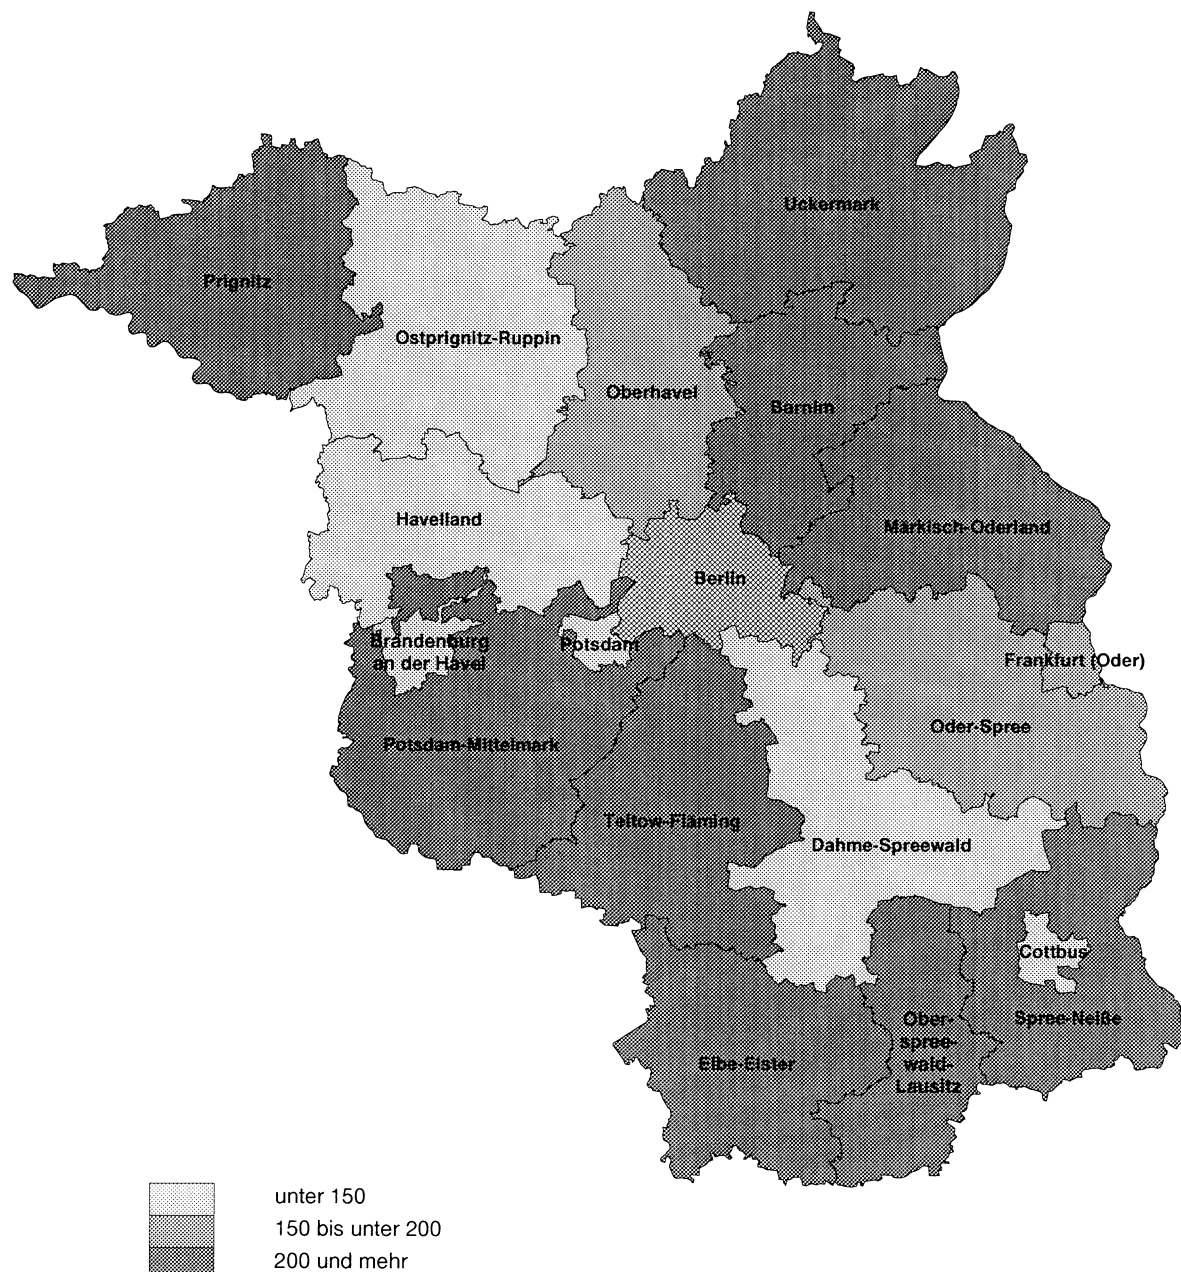 Uckermark
Prignitz
Ostprignitz-Ruppin
Oberhavel
Barnim
Havelland
Märkisch-Oderland
Berlin
Brandenburg
an der Havel
Potsdam
Frankfurt (Oder)
Oder-Spree
Potsdam-Mittelmark
Teltow-Fläming
Dahme-Spreewald
Cottbus
Ober-
spree-
wald-
Lausitz
Spree-Neiße
Elbe-Elster
unter 150
150 bis unter 200
200 und mehr